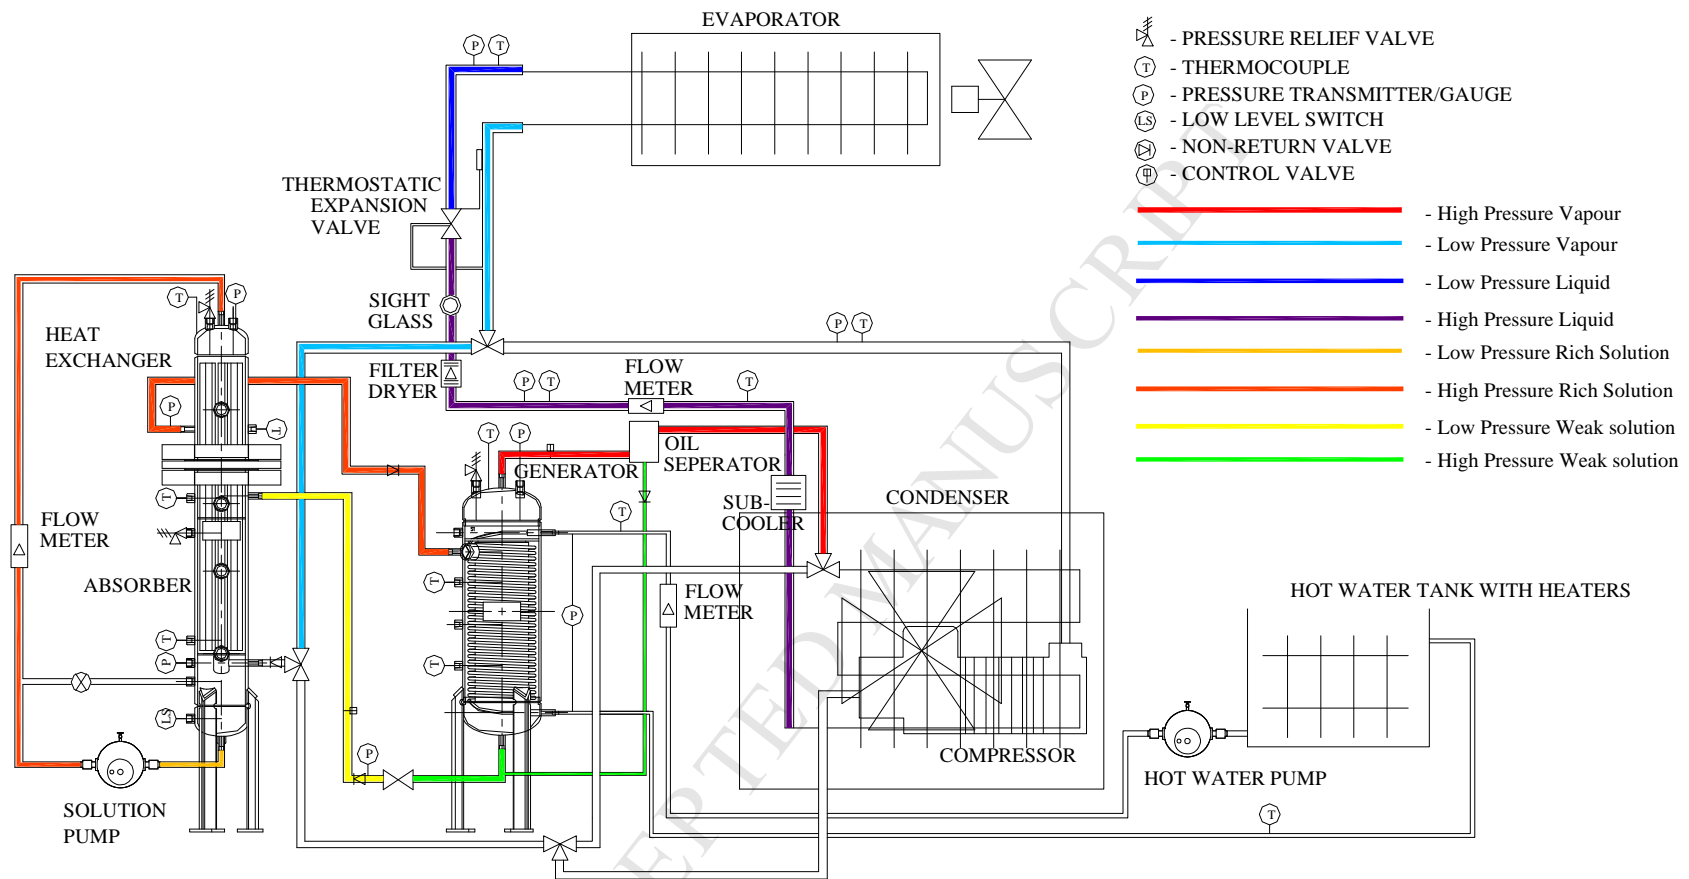 EVAPORATOR
P
T
- PRESSURE RELIEF VALVE
T - THERMOCOUPLE
P - PRESSURE TRANSMITTER/GAUGE
LS - LOW LEVEL SWITCH
- NON-RETURN VALVE
- CONTROL VALVE
- High Pressure Vapour
- Low Pressure Vapour
- Low Pressure Liquid
- High Pressure Liquid
- Low Pressure Rich Solution
- High Pressure Rich Solution
- Low Pressure Weak solution
- High Pressure Weak solution
THERMOSTATIC
EXPANSION
VALVE
SIGHT
GLASS
T
P
HEAT
EXCHANGER
P
T
FILTER
DRYER
P
T
FLOW
METER
T
P
T
T
P
OIL
SEPERATOR
GENERATOR
SUB-
COOLER
CONDENSER
T
T
FLOW
METER
ABSORBER
T
P
FLOW
METER
T
P
T
LS
HOT WATER TANK WITH HEATERS
COMPRESSOR
P
HOT WATER PUMP
T
SOLUTION
PUMP
ACCEPTED MANUSCRIPT